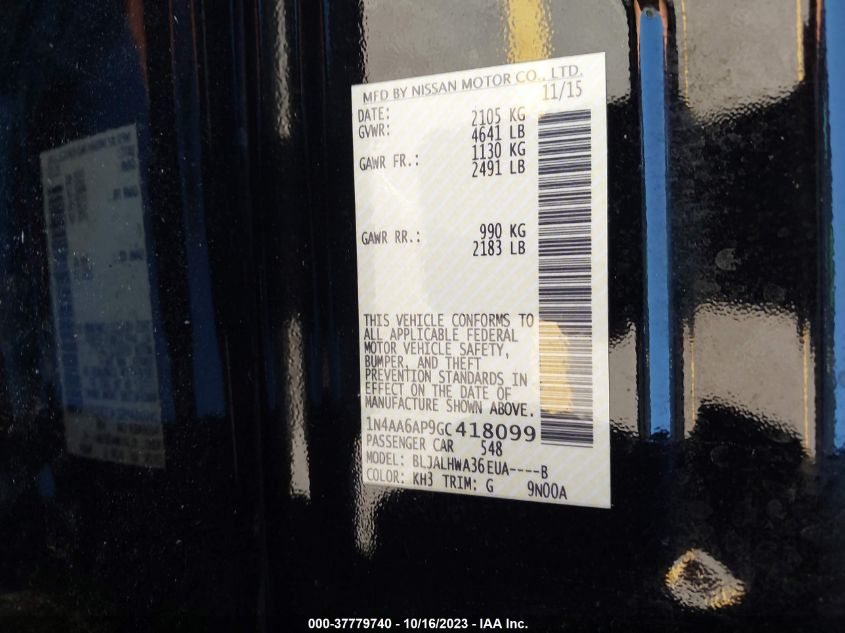 MFD BY NISSAN MOTOR CO., LTD.
DATE: 11/15
GVWR: 2105 KG
4641 LB
GAWR FR.: 1130 KG
2491 LB
GAWR RR.: 990 KG
2183 LB
THIS VEHICLE CONFORMS TO
ALL APPLICABLE FEDERAL
MOTOR VEHICLE SAFETY,
BUMPER, AND THEFT
PREVENTION STANDARDS IN
EFFECT ON THE DATE OF
MANUFACTURE SHOWN ABOVE.
1N4AA6AP9GC418099
PASSENGER CAR 548
MODEL: BLJALHWA36EUA----B
COLOR: KH3 TRIM: G 9N00A
000-37779740 - 10/16/2023 - IAA Inc.